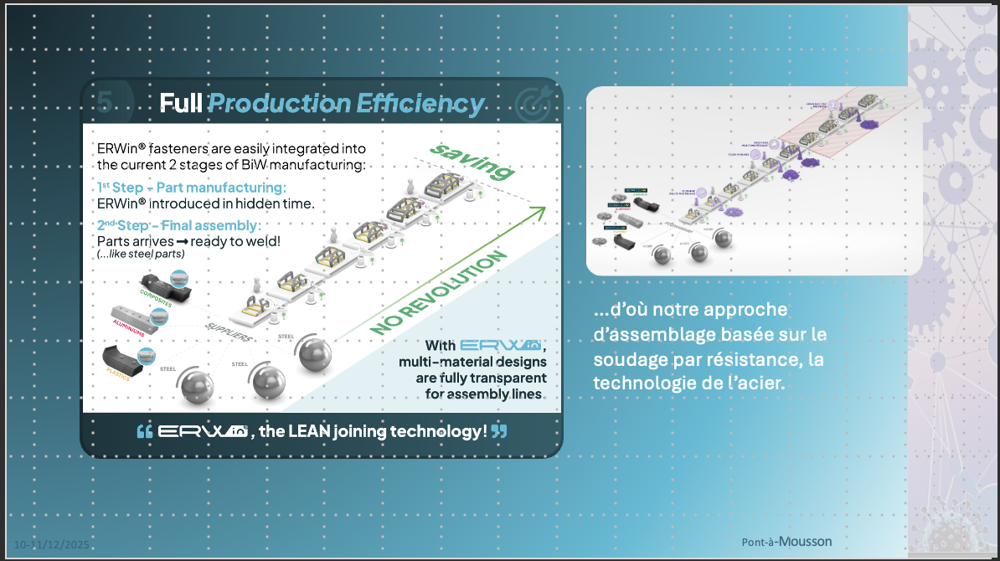 5
Full Production Efficiency
ERWin® fasteners are easily integrated into
the current 2 stages of BiW manufacturing:
1st Step - Part manufacturing:
ERWin® introduced in hidden time.
2nd Step - Final assembly:
Parts arrives ➞ ready to weld!
(...like steel parts)
saving
NO REVOLUTION
COMPOSITES
ALUMINIUMS
PLASTICS
SUPPLIERS
STEEL
STEEL
STEEL
With ERWin®,
multi-material designs
are fully transparent
for assembly lines.
“ ERWin®, the LEAN joining technology! ”
ACIER
ACIER
ACIER
...d’où notre approche
d’assemblage basée sur le
soudage par résistance, la
technologie de l’acier.
10-11/12/2025
Pont-à-Mousson